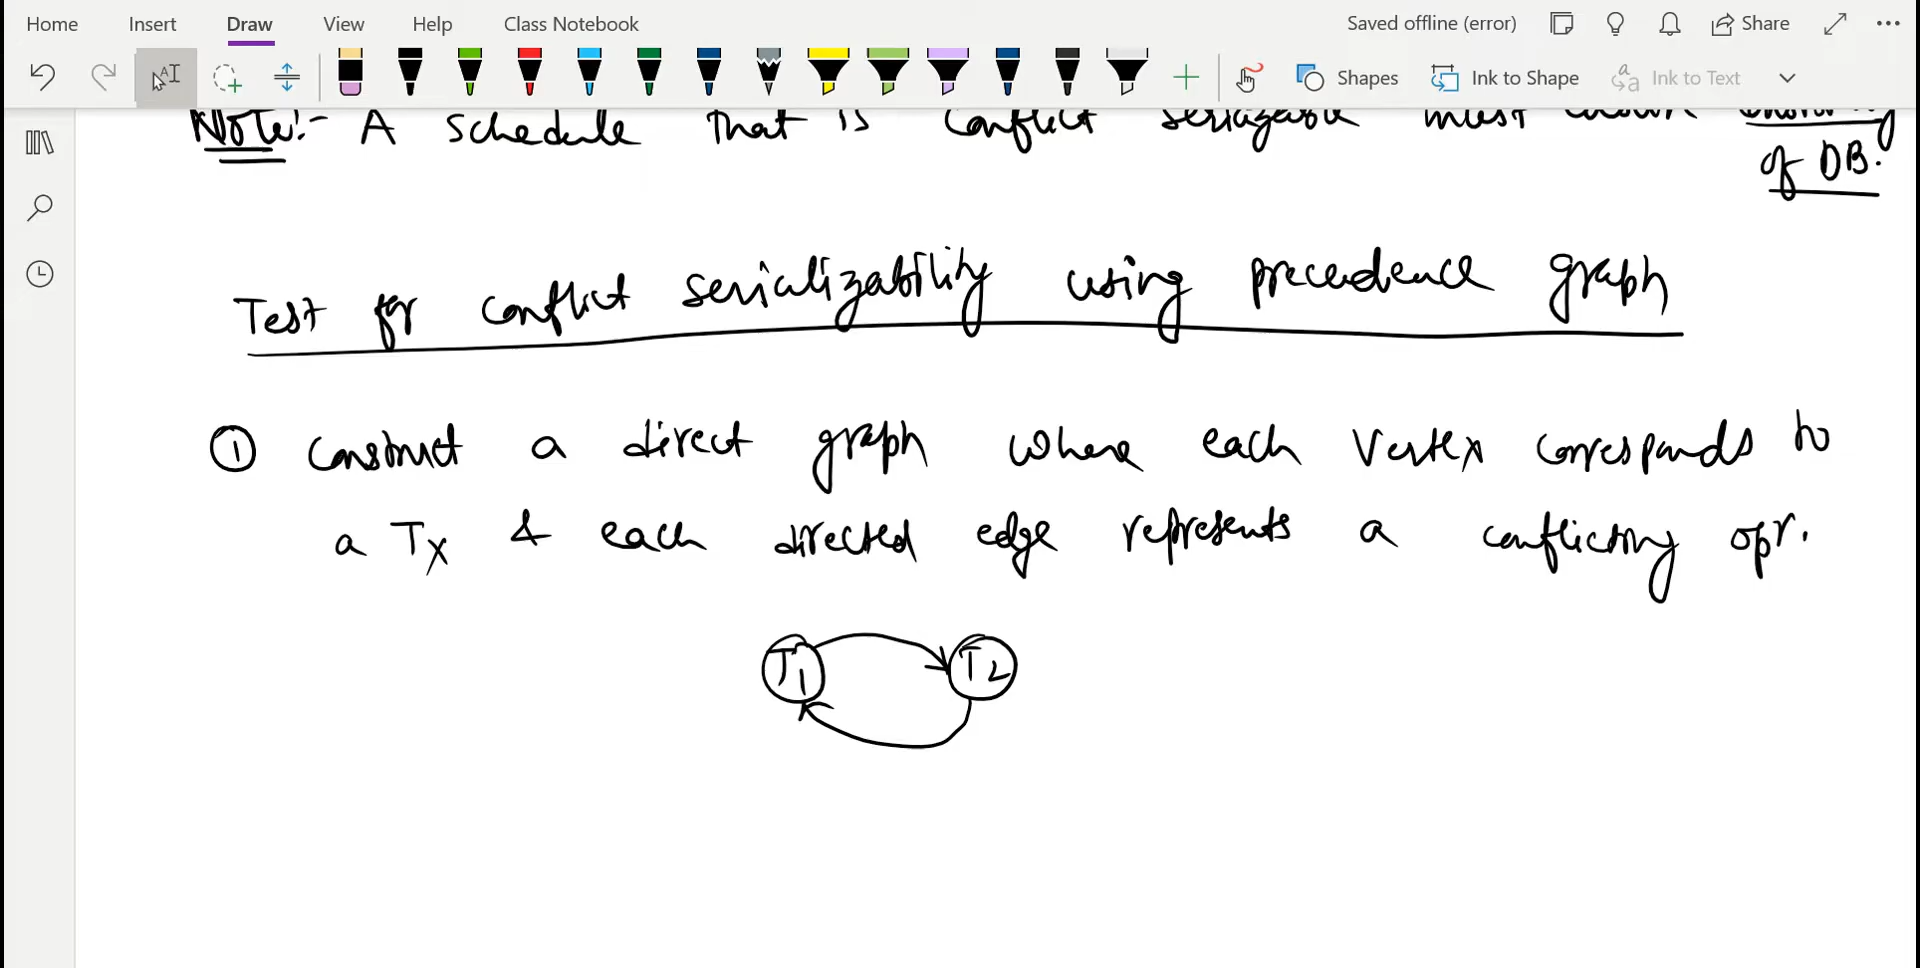 Home Insert Draw View Help Class Notebook Saved offline (error) Share
Shapes Ink to Shape Ink to Text
Note:- A schedule that is conflict must
of DB.
Test for conflict serializability using precedence graph
① construct a direct graph where each vertex corresponds to
a Tx & each directed edge represents a conflicting opr.
T1 T2